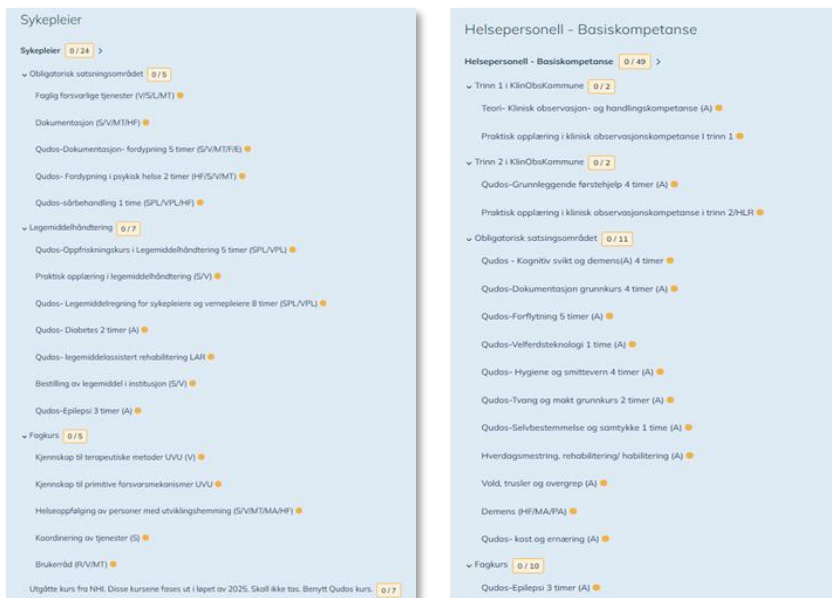 Sykepleier
Sykepleier 0 / 24 >
Obligatorisk satsningsområdet 0 / 5
Faglig forsvarlige tjenester (V/S/L/MT)
Dokumentasjon (S/V/MT/HF)
Qudos-Dokumentasjon- fordypning 5 timer (S/V/MT/F/E)
Qudos- Fordypning i psykisk helse 2 timer (HF/S/V/MT)
Qudos-sårbehandling 1 time (SPL/VPL/HF)
Legemiddelhåndtering 0 / 7
Qudos-Oppfriskningskurs i Legemiddelhåndtering 5 timer (SPL/VPL)
Praktisk opplæring i legemiddelhåndtering (S/V)
Qudos- Legemiddelregning for sykepleiere og vernepleiere 8 timer (SPL/VPL)
Qudos- Diabetes 2 timer (A)
Qudos- legemiddelassistert rehabilitering LAR
Bestilling av legemiddel i institusjon (S/V)
Qudos-Epilepsi 3 timer (A)
Fagkurs 0 / 5
Kjennskap til terapeutiske metoder UVU (V)
Kjennskap til primitive forsvarsmekanismer UVU
Helseoppfølging av personer med utviklingshemming (S/V/MT/MA/HF)
Koordinering av tjenester (S)
Brukerråd (R/V/MT)
Utgåtte kurs fra NHI. Disse kursene fases ut i løpet av 2025. Skall ikke tas. Benytt Qudos kurs. 0 / 7
Helsepersonell - Basiskompetanse
Helsepersonell - Basiskompetanse 0 / 49 >
Trinn 1 i KlinObsKommune 0 / 2
Teori- Klinisk observasjon- og handlingskompetanse (A)
Praktisk opplæring i klinisk observasjonskompetanse I trinn 1
Trinn 2 i KlinObsKommune 0 / 2
Qudos-Grunnleggende førstehjelp 4 timer (A)
Praktisk opplæring i klinisk observasjonskompetanse i trinn 2/HLR
Obligatorisk satsingsområdet 0 / 11
Qudos - Kognitiv svikt og demens(A) 4 timer
Qudos-Dokumentasjon grunnkurs 4 timer (A)
Qudos-Forflytning 5 timer (A)
Qudos-Velferdsteknologi 1 time (A)
Qudos- Hygiene og smittevern 4 timer (A)
Qudos-Tvang og makt grunnkurs 2 timer (A)
Qudos-Selvbestemmelse og samtykke 1 time (A)
Hverdagsmestring, rehabilitering/ habilitering (A)
Vold, trusler og overgrep (A)
Demens (HF/MA/PA)
Qudos- kost og ernæring (A)
Fagkurs 0 / 10
Qudos-Epilepsi 3 timer (A)